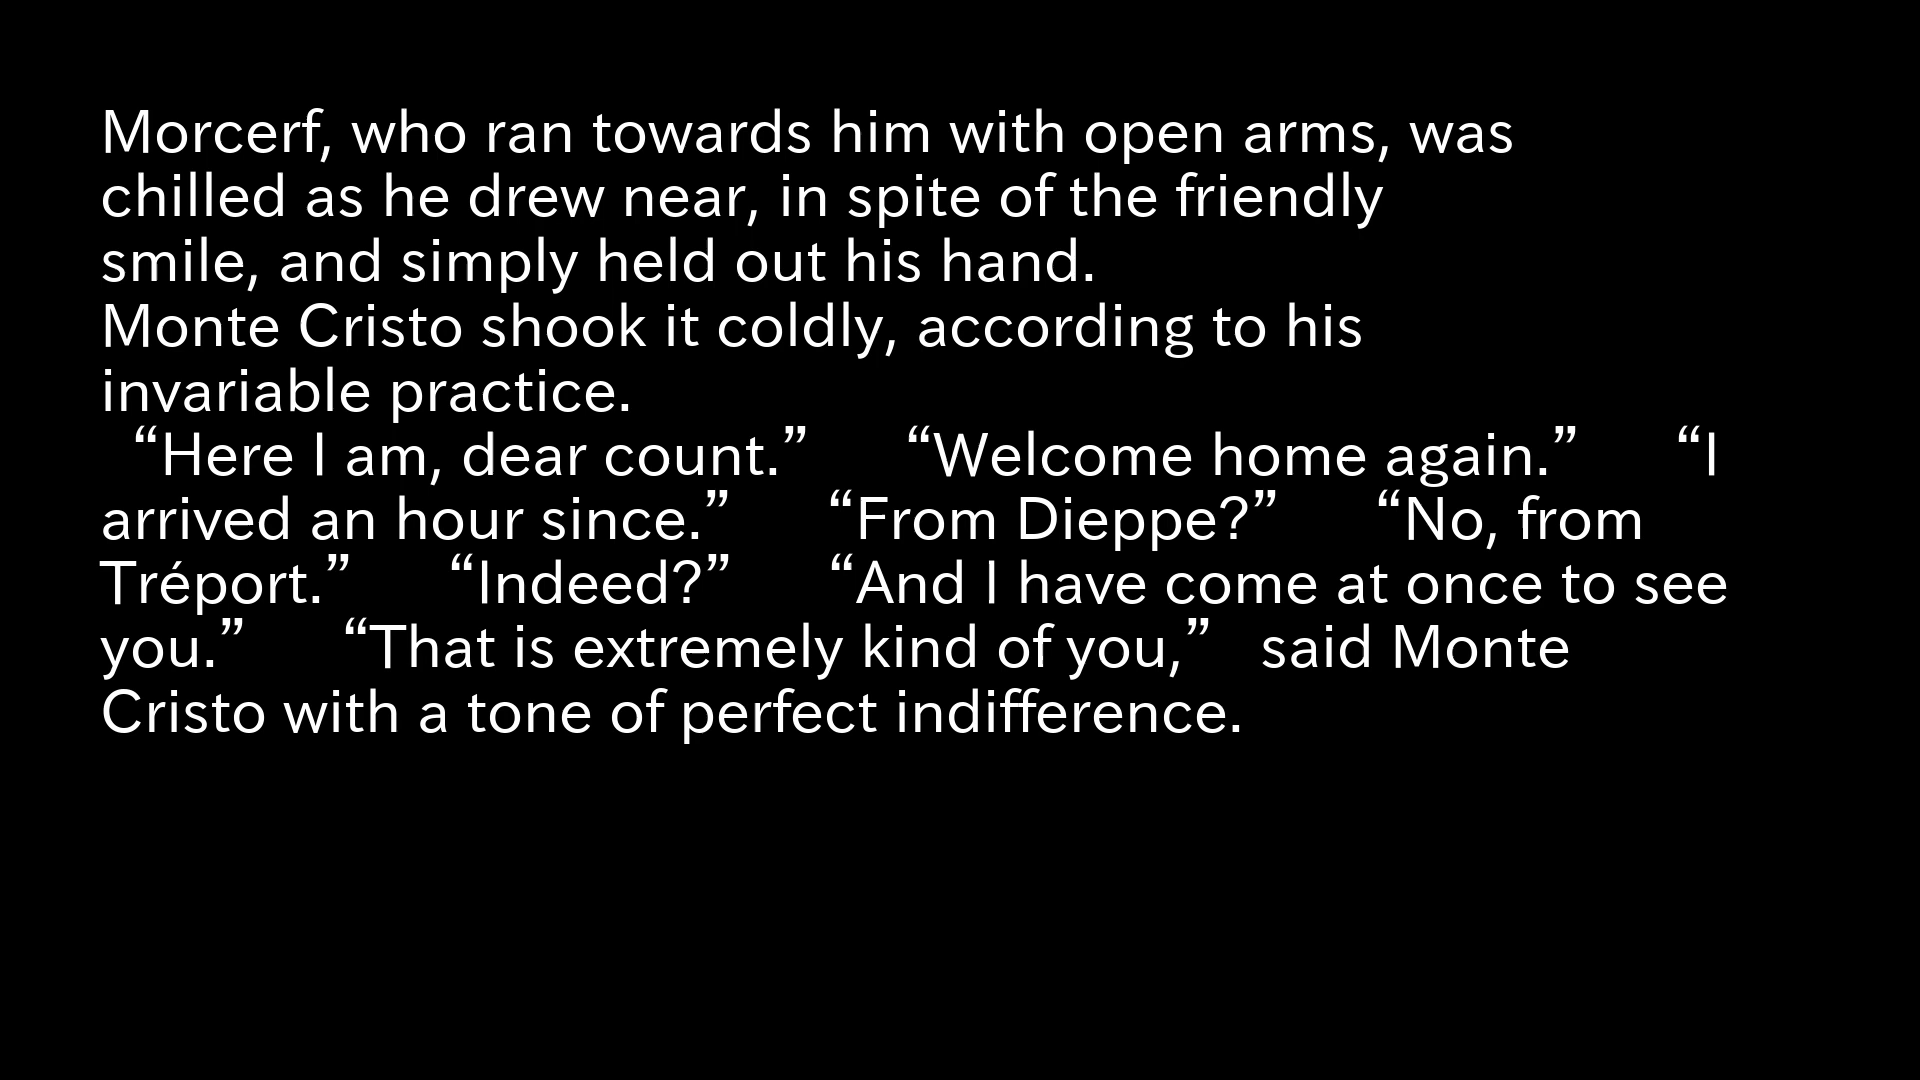 Morcerf, who ran towards him with open arms, was
chilled as he drew near, in spite of the friendly
smile, and simply held out his hand.
Monte Cristo shook it coldly, according to his
invariable practice.
“Here I am, dear count.” “Welcome home again.” “I
arrived an hour since.” “From Dieppe?” “No, from
Tréport.” “Indeed?” “And I have come at once to see
you.” “That is extremely kind of you,” said Monte
Cristo with a tone of perfect indifference.